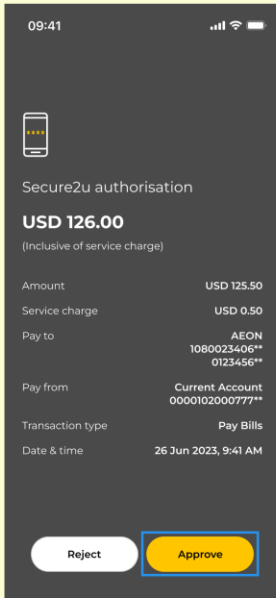 09:41
Secure2u authorisation
USD 126.00
(Inclusive of service charge)
Amount USD 125.50
Service charge USD 0.50
Pay to AEON
1080023406**
0123456**
Pay from Current Account
0000102000777**
Transaction type Pay Bills
Date & time 26 Jun 2023, 9:41 AM
Reject Approve